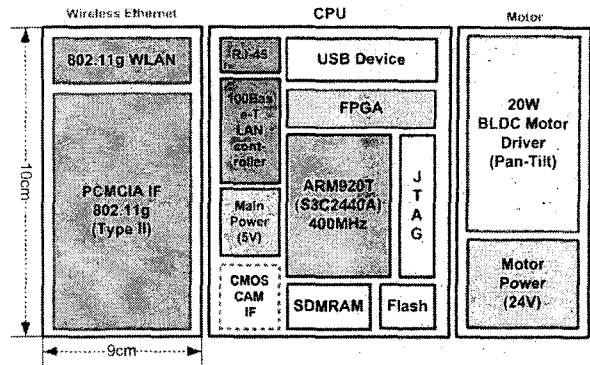 Wireless Ethernet
CPU
Motor
802.11g WLAN
PCMCIA IF
802.11g
(Type II)
10cm
9cm
RJ-45
100Bas
e-T
LAN
cont-
roller
Main
Power
(5V)
CMOS
CAM
IF
USB Device
FPGA
ARM920T
(S3C2440A)
400MHz
J
T
A
G
SDMRAM
Flash
20W
BLDC Motor
Driver
(Pan-Tilt)
Motor
Power
(24V)